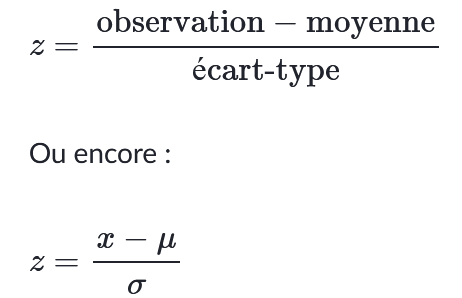 z = observation − moyenne / écart-type
Ou encore :
z = x − μ / σ